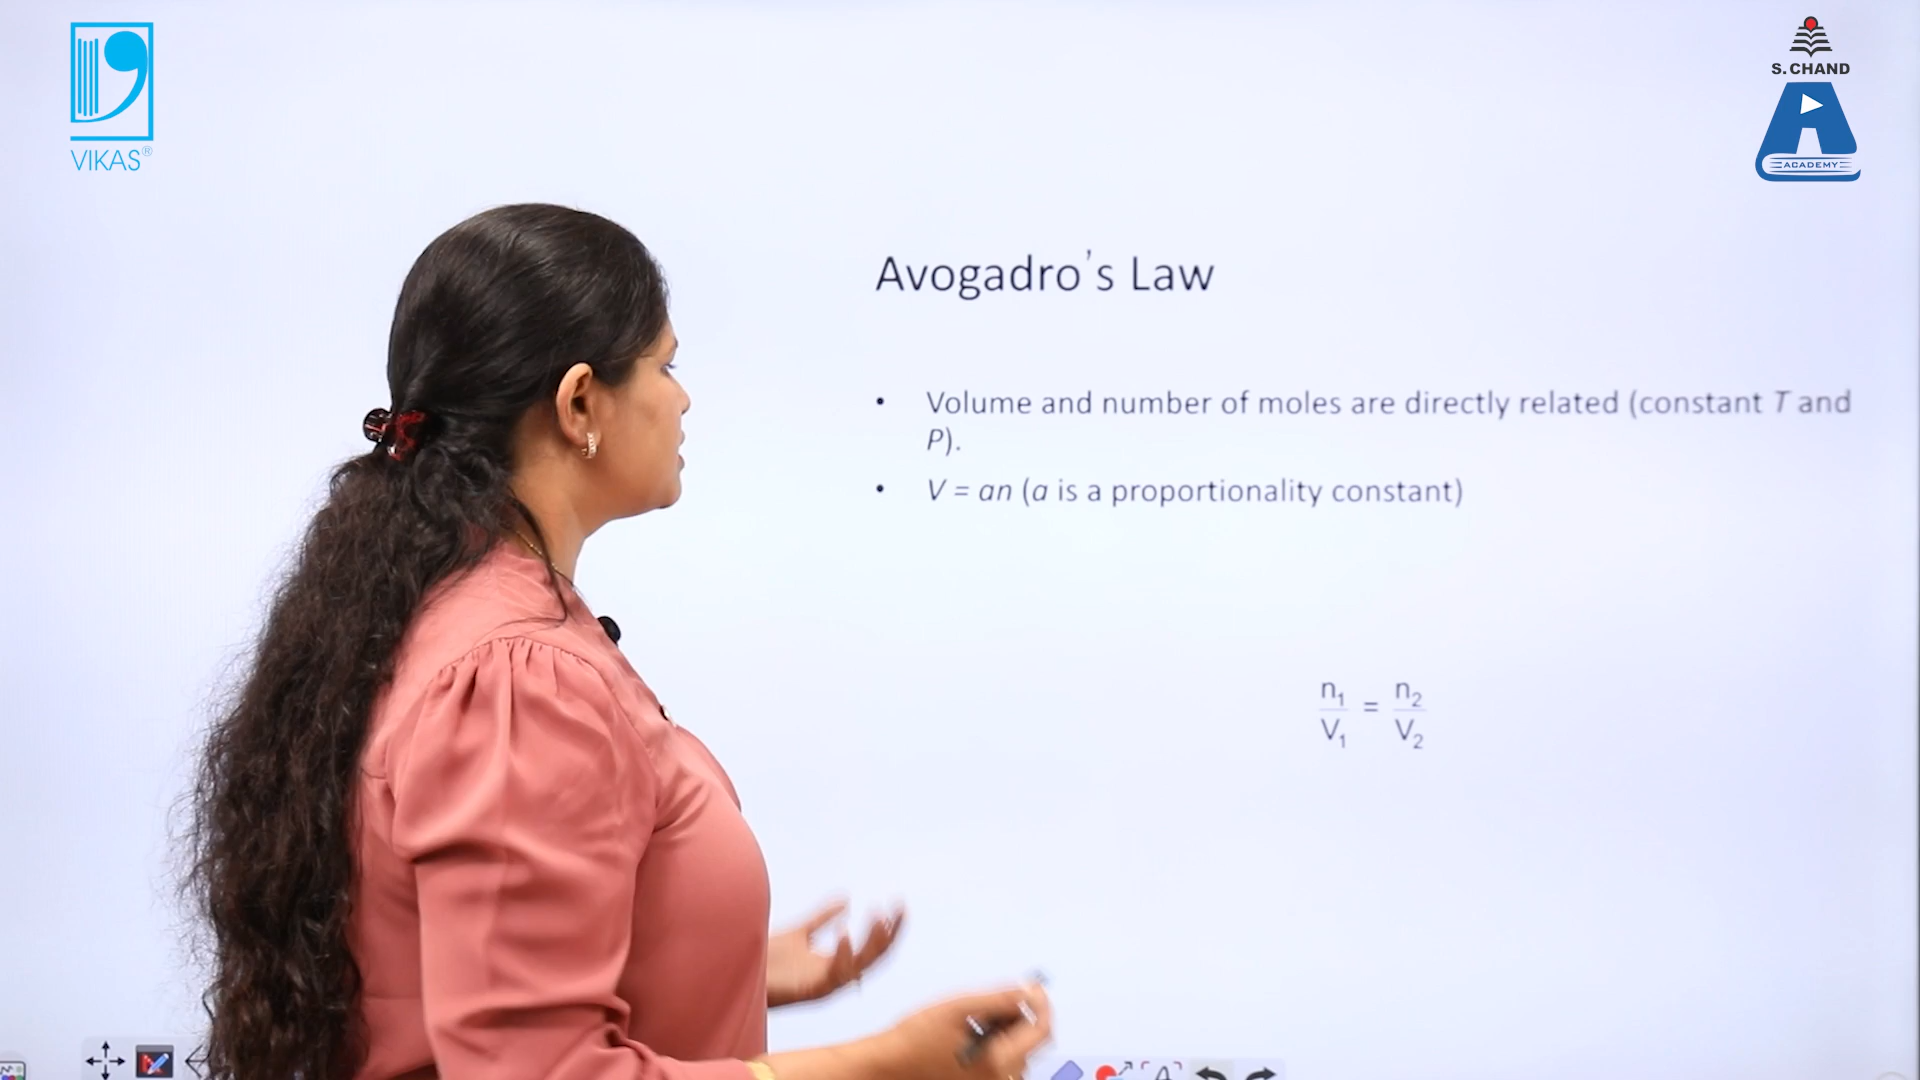 VIKAS®
S. CHAND
ACADEMY
Avogadro's Law
• Volume and number of moles are directly related (constant T and
P).
• V = an (a is a proportionality constant)
n₁/V₁ = n₂/V₂